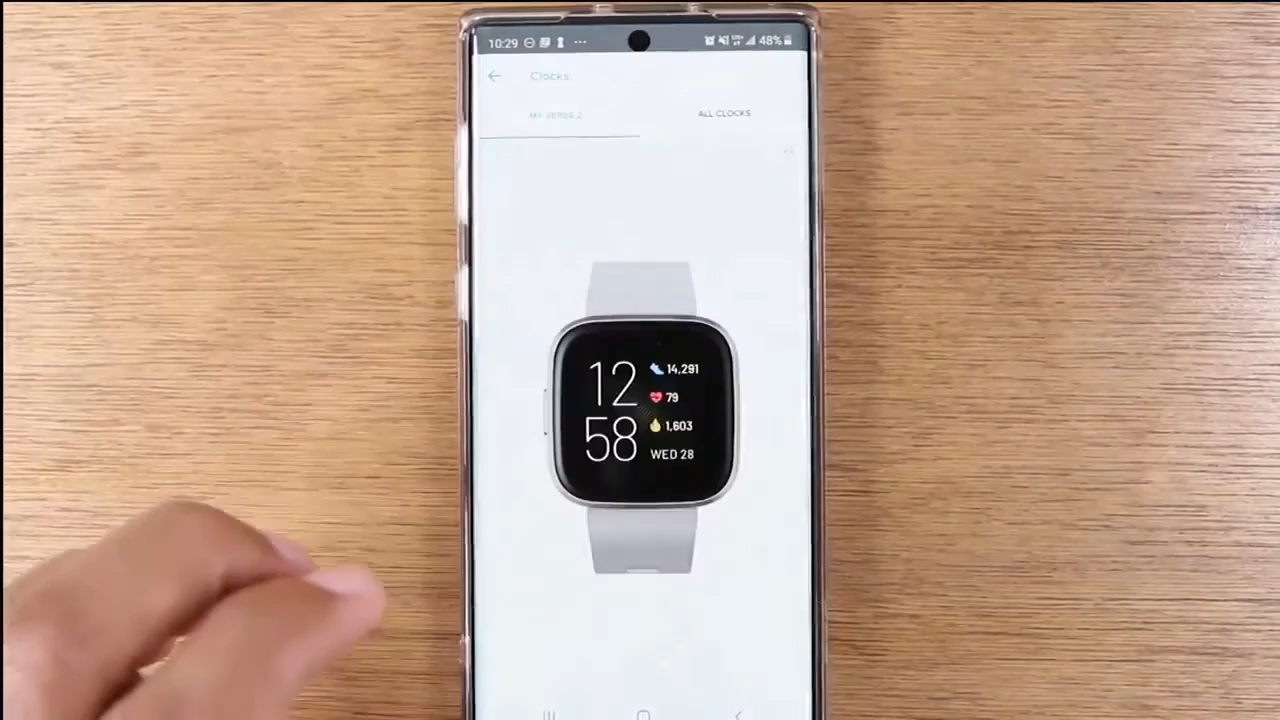 10:29 48%
Clocks
MY VERSA 2 ALL CLOCKS
12
58
14,291
79
1,603
WED 28